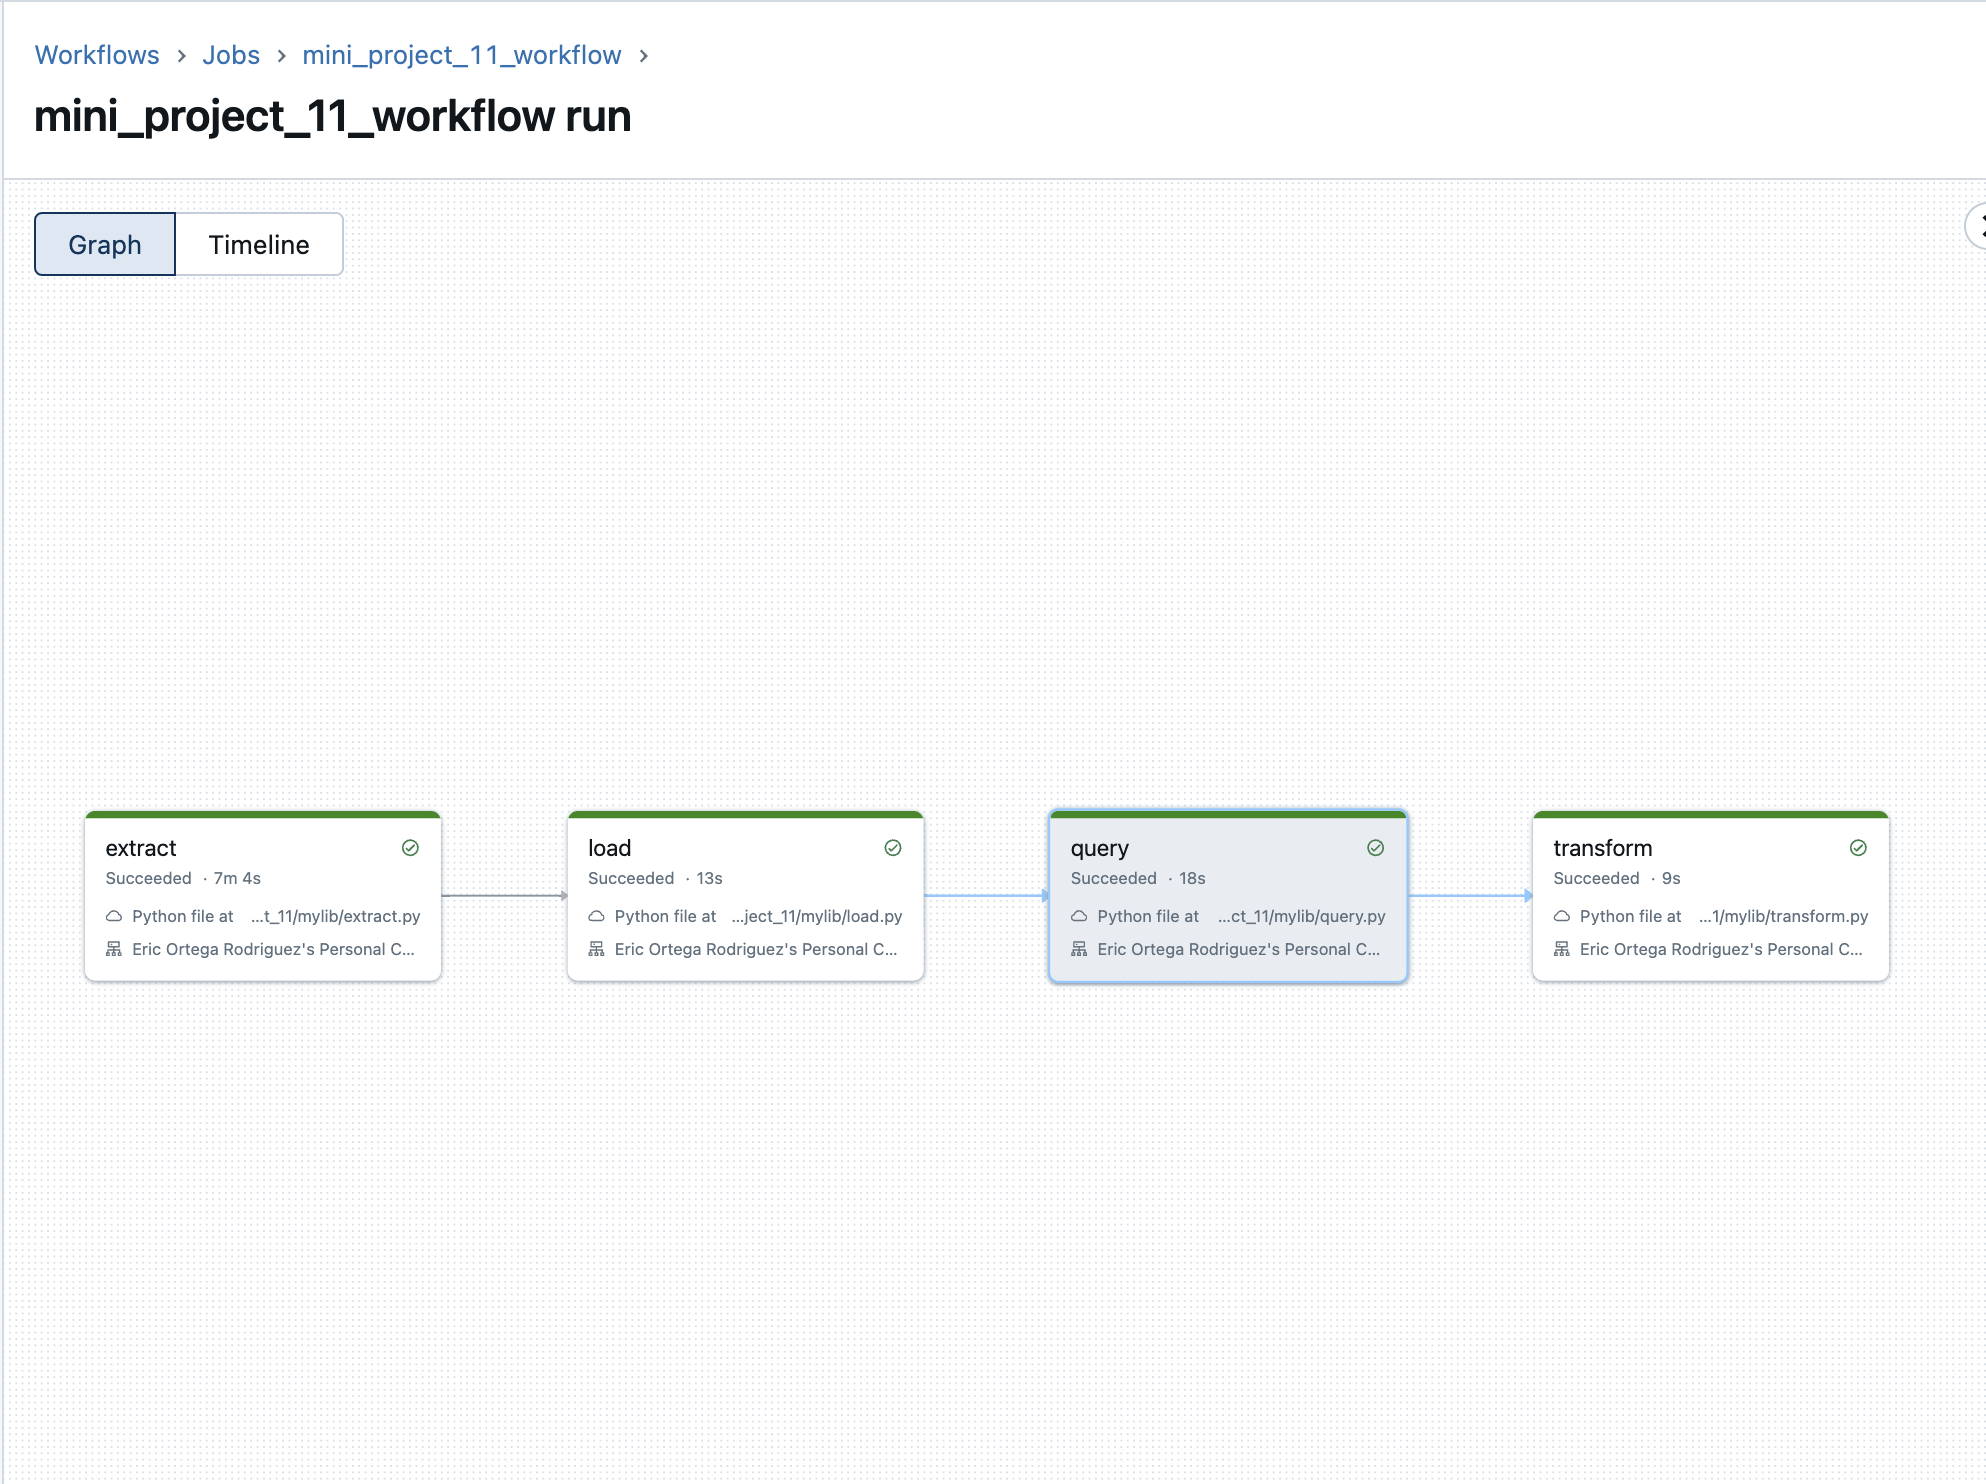 Workflows > Jobs > mini_project_11_workflow >
mini_project_11_workflow run
Graph Timeline
extract
Succeeded · 7m 4s
Python file at ...t_11/mylib/extract.py
Eric Ortega Rodriguez's Personal C...
load
Succeeded · 13s
Python file at ...ject_11/mylib/load.py
Eric Ortega Rodriguez's Personal C...
query
Succeeded · 18s
Python file at ...ct_11/mylib/query.py
Eric Ortega Rodriguez's Personal C...
transform
Succeeded · 9s
Python file at ...1/mylib/transform.py
Eric Ortega Rodriguez's Personal C...